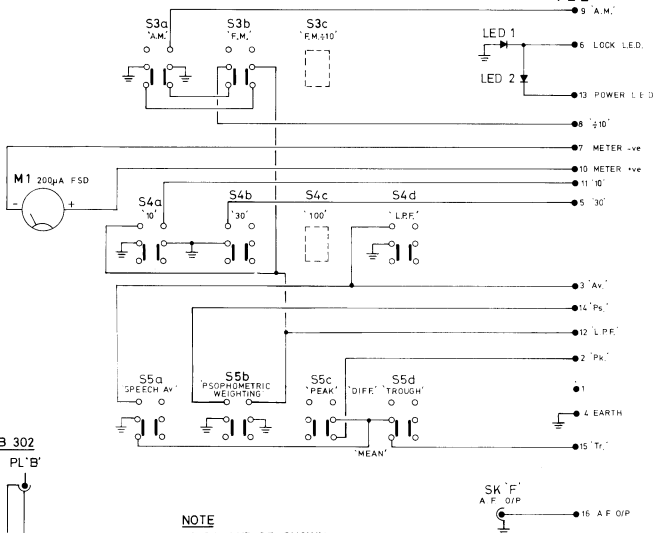 9 'A.M.'
S3a
'A.M.'
S3b
'F.M.'
S3c
'F.M.÷10'
LED 1
6 LOCK L.E.D.
LED 2
13 POWER L.E.D
8 '÷10'
7 METER -ve
10 METER +ve
M1 200µA FSD
- +
11 '10'
5 '30'
S4a
'10'
S4b
'30'
S4c
'100'
S4d
'L.P.F.'
3 'Av.'
14 'Ps.'
12 'L.P.F.'
2 'Pk.'
1
S5a
'SPEECH AV'
S5b
'PSOPHOMETRIC
WEIGHTING'
S5c
'PEAK'
'DIFF.'
S5d
'TROUGH'
4 EARTH
'MEAN'
15 'Tr.'
B 302
PL'B'
SK 'F'
A F O/P
16 A F O/P
NOTE